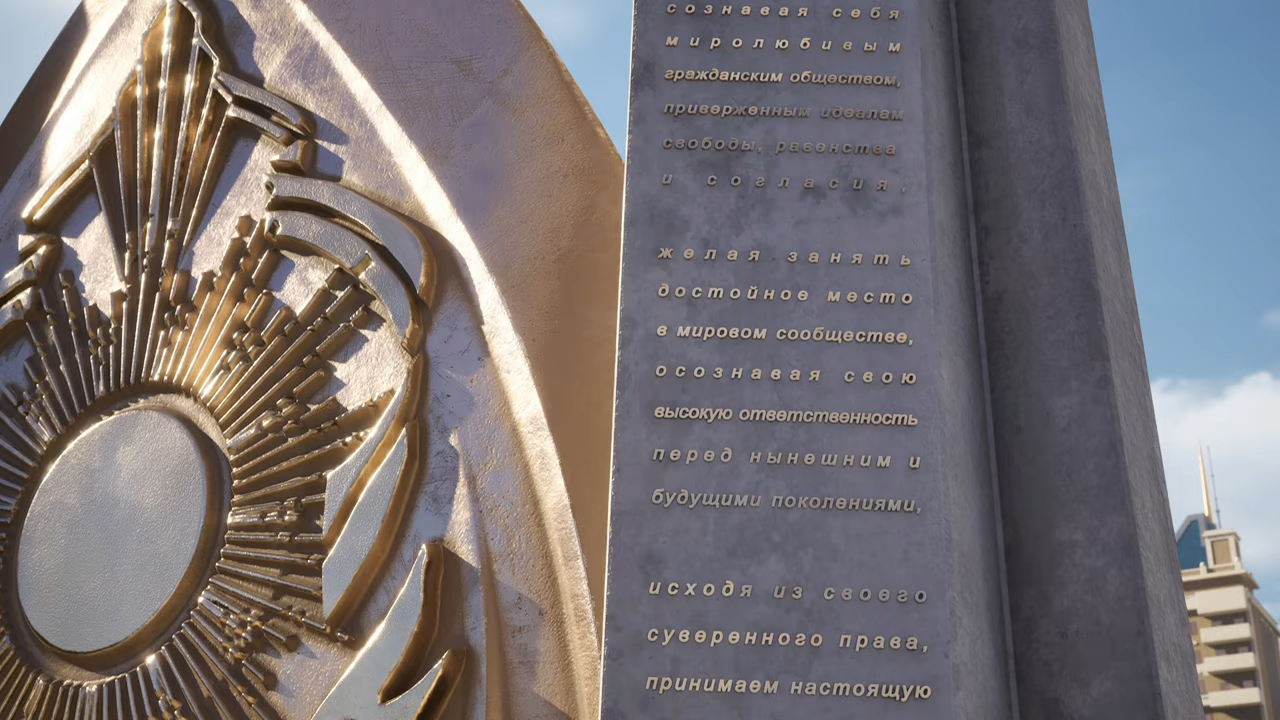 сознавая себя
миролюбивым
гражданским обществом,
приверженным идеалам
свободы, равенства
и согласия,
желая занять
достойное место
в мировом сообществе,
осознавая свою
высокую ответственность
перед нынешним и
будущими поколениями,
исходя из своего
суверенного права,
принимаем настоящую